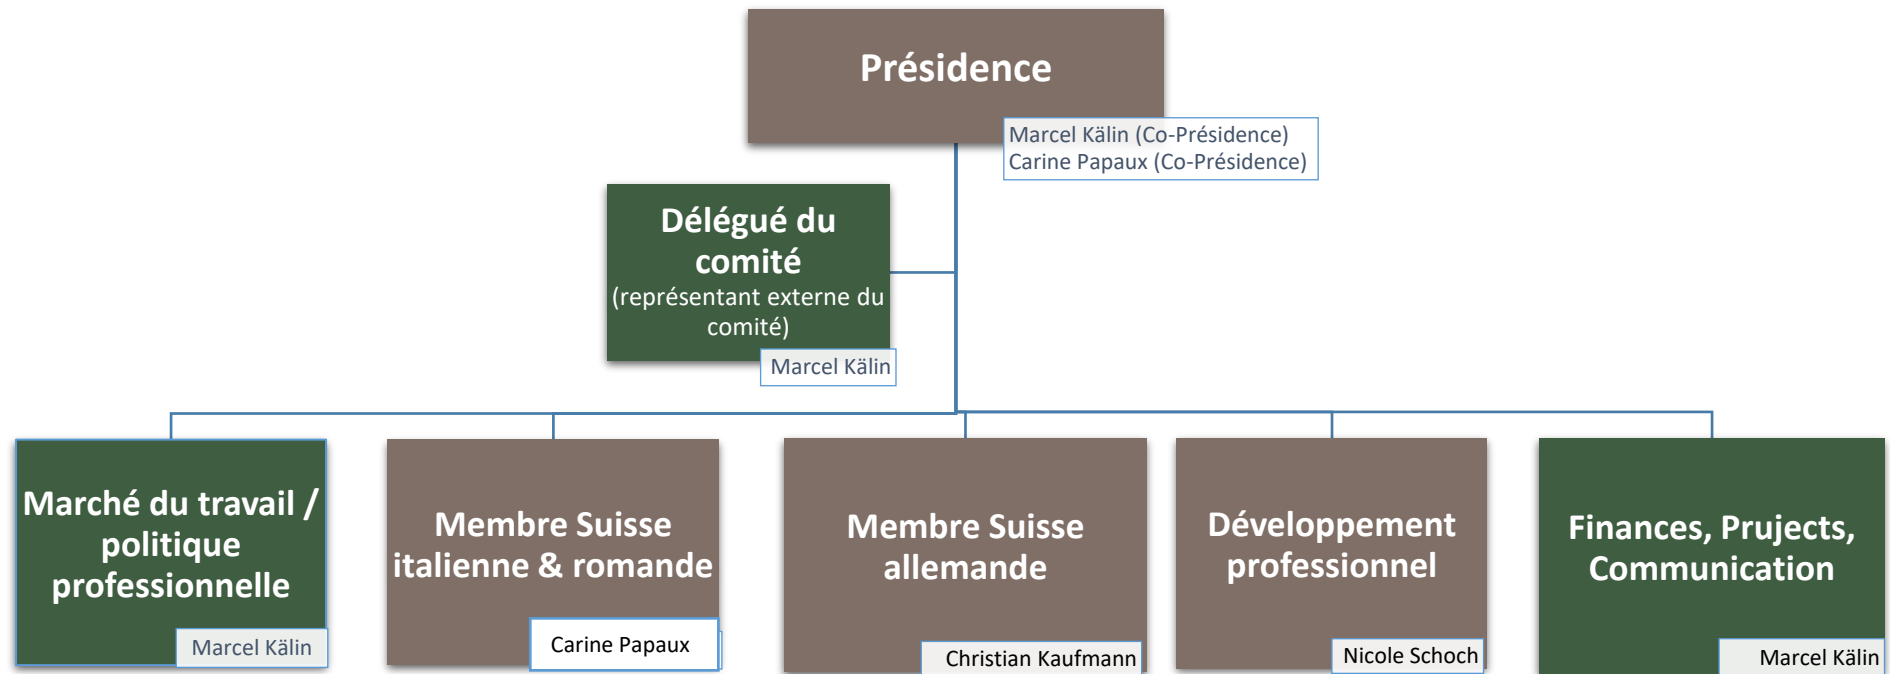 Présidence
Marcel Kälin (Co-Présidence)
Carine Papaux (Co-Présidence)
Délégué du
comité
(représentant externe du
comité)
Marcel Kälin
Marché du travail /
politique
professionnelle
Marcel Kälin
Membre Suisse
italienne & romande
Carine Papaux
Membre Suisse
allemande
Christian Kaufmann
Développement
professionnel
Nicole Schoch
Finances, Prujects,
Communication
Marcel Kälin